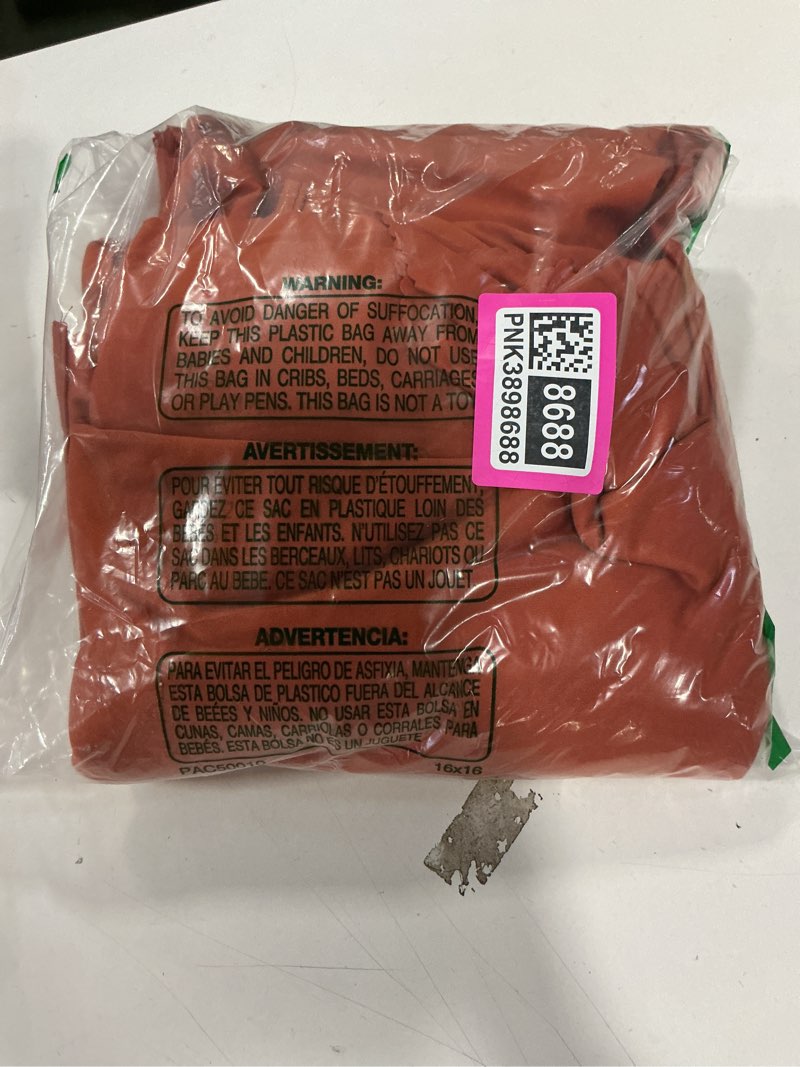 WARNING:
TO AVOID DANGER OF SUFFOCATION,
KEEP THIS PLASTIC BAG AWAY FROM
BABIES AND CHILDREN, DO NOT USE
THIS BAG IN CRIBS, BEDS, CARRIAGES
OR PLAY PENS. THIS BAG IS NOT A TOY
AVERTISSEMENT:
POUR ÉVITER TOUT RISQUE D'ÉTOUFFEMENT,
GARDEZ CE SAC EN PLASTIQUE LOIN DES
BÉBÉS ET LES ENFANTS. N'UTILISEZ PAS CE
SAC DANS LES BERCEAUX, LITS, CHARIOTS OU
PARC AU BEBE. CE SAC N'EST PAS UN JOUET
ADVERTENCIA:
PARA EVITAR EL PELIGRO DE ASFIXIA, MANTENGA
ESTA BOLSA DE PLASTICO FUERA DEL ALCANCE
DE BEÉES Y NIÑOS. NO USAR ESTA BOLSA EN
CUNAS, CAMAS, CARRIOLAS O CORRALES PARA
BEBÉS. ESTA BOLSA NO ES UN JUGUETE
16x16
PNK3898688
8688